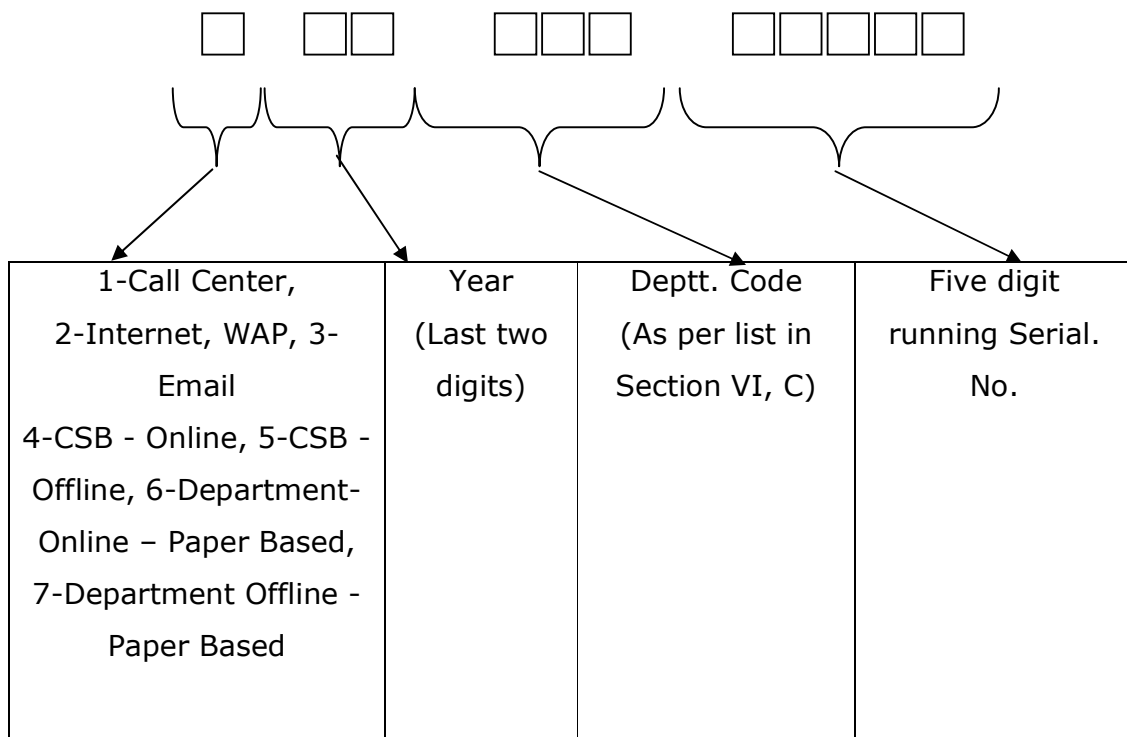 1-Call Center,
2-Internet, WAP, 3-
Email
4-CSB - Online, 5-CSB -
Offline, 6-Department-
Online – Paper Based,
7-Department Offline -
Paper Based
Year
(Last two
digits)
Deptt. Code
(As per list in
Section VI, C)
Five digit
running Serial.
No.